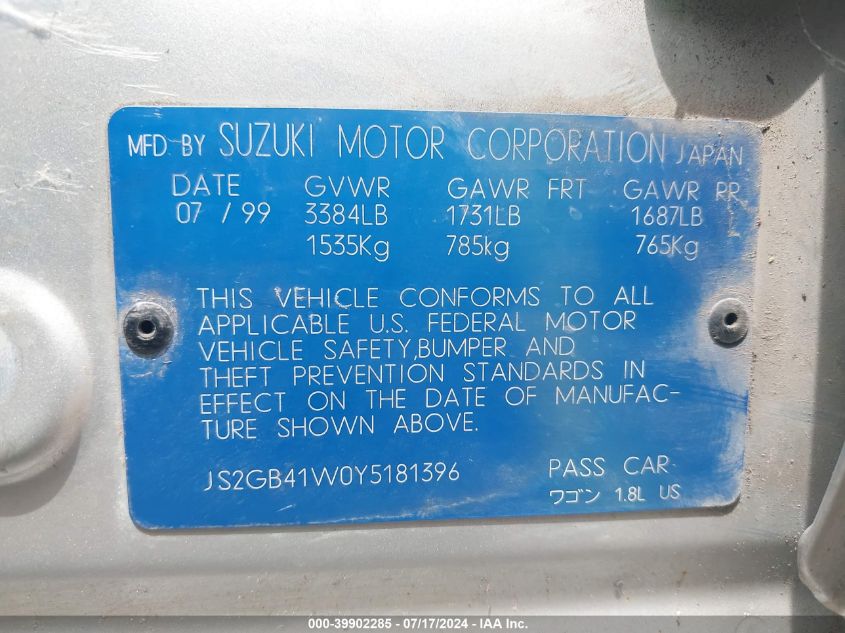 MFD. BY SUZUKI MOTOR CORPORATION JAPAN
DATE GVWR GAWR FRT GAWR RR
07 / 99 3384LB 1731LB 1687LB
1535Kg 785kg 765Kg
THIS VEHICLE CONFORMS TO ALL
APPLICABLE U.S. FEDERAL MOTOR
VEHICLE SAFETY,BUMPER AND
THEFT PREVENTION STANDARDS IN
EFFECT ON THE DATE OF MANUFAC-
TURE SHOWN ABOVE.
JS2GB41W0Y5181396 PASS CAR
ワゴン 1.8L US
000-39902285 - 07/17/2024 - IAA Inc.